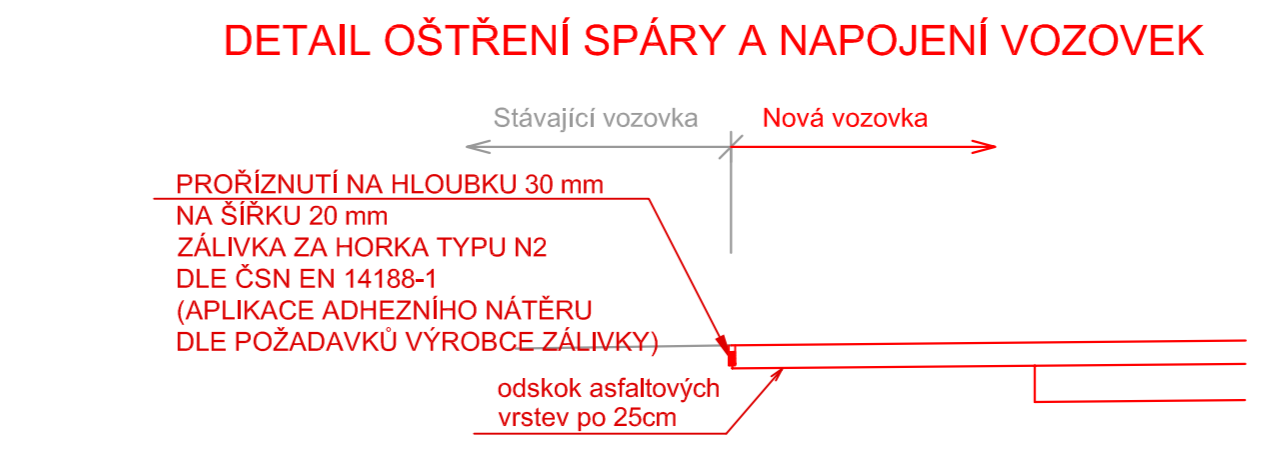 DETAIL OŠTŘENÍ SPÁRY A NAPOJENÍ VOZOVEK
Stávající vozovka
Nová vozovka
PROŘÍZNUTÍ NA HLOUBKU 30 mm
NA ŠÍŘKU 20 mm
ZÁLIVKA ZA HORKA TYPU N2
DLE ČSN EN 14188-1
(APLIKACE ADHEZNÍHO NÁTĚRU
DLE POŽADAVKŮ VÝROBCE ZÁLIVKY)
odskok asfaltových
vrstev po 25cm